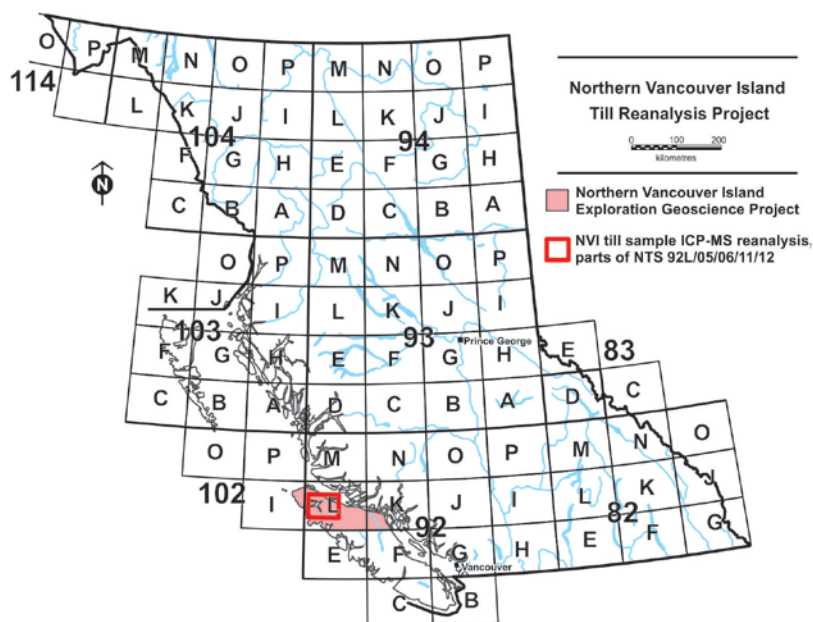 O P M N O P M N O P
114
L K J I L K J I
104 94
F G H E F G H
C B A D C B A
O P M N O P
K J I L K J I
103 93
Prince George
F G H E F G H E 83
C B A D C B A D C
O P M N O P M N O
102 I L K J I L K J
92 82
E F G H E F G
Vancouver
C B
N
Northern Vancouver Island
Till Reanalysis Project
0 100 200
kilometres
Northern Vancouver Island
Exploration Geoscience Project
NVI till sample ICP-MS reanalysis,
parts of NTS 92L/05/06/11/12